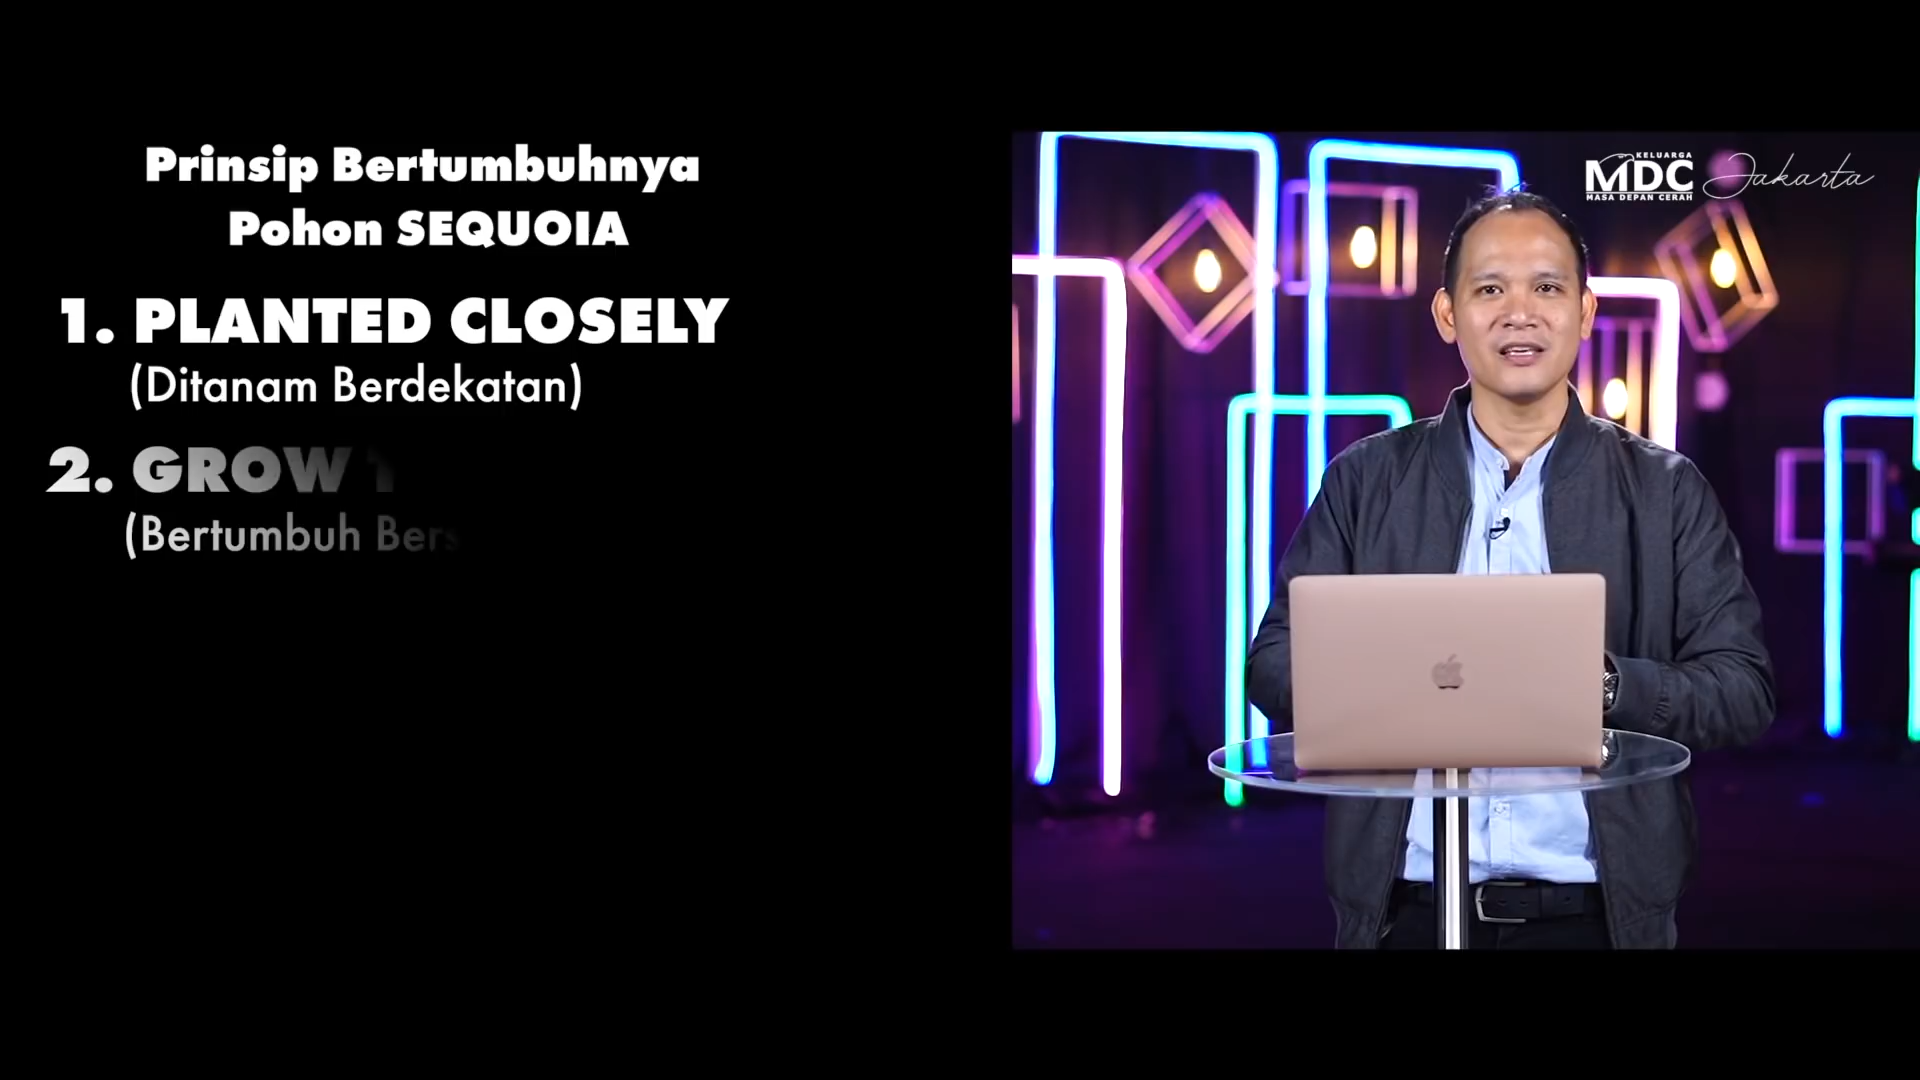 Prinsip Bertumbuhnya
Pohon SEQUOIA
1. PLANTED CLOSELY
(Ditanam Berdekatan)
2. GROW
(Bertumbuh
KELUARGA
MDC Jakarta
MASA DEPAN CERAH